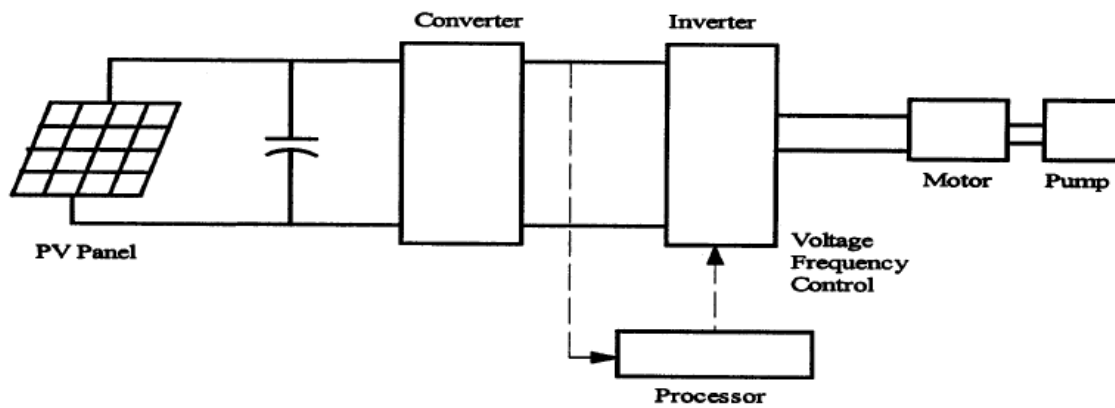 Converter
Inverter
PV Panel
Motor
Pump
Voltage
Frequency
Control
Processor